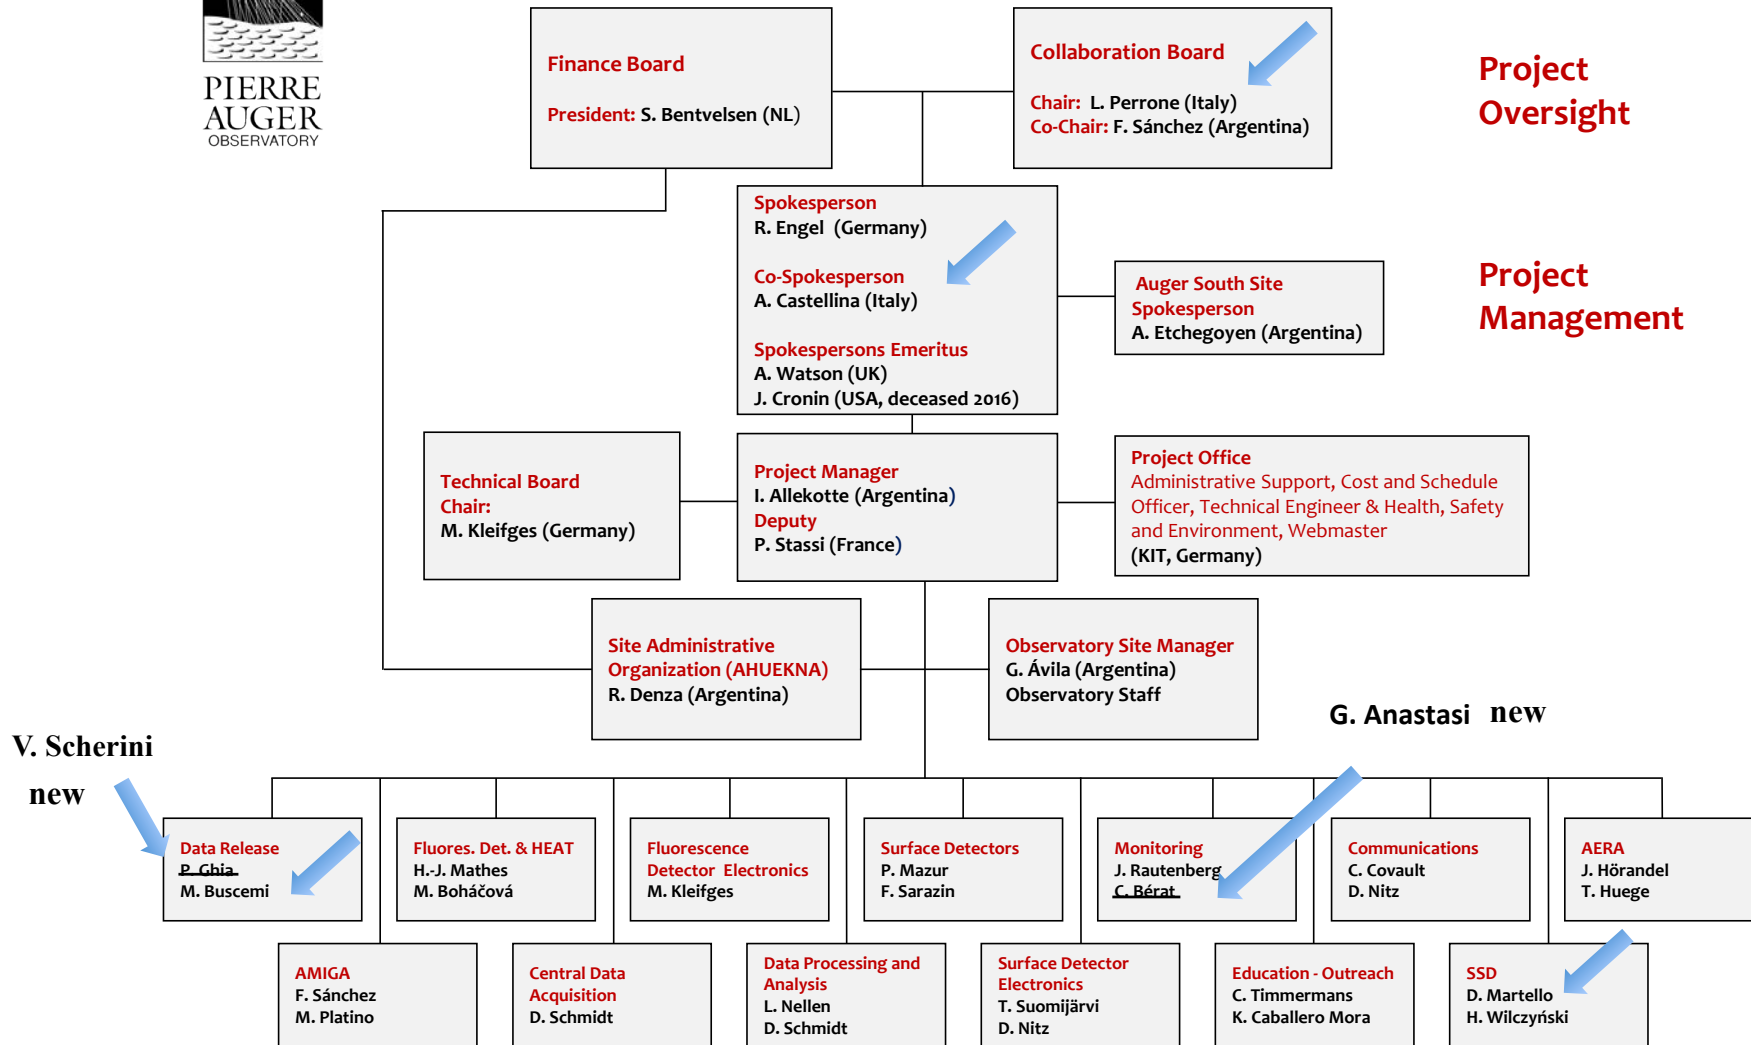 PIERRE
AUGER
OBSERVATORY
Finance Board
President: S. Bentvelsen (NL)
Collaboration Board
Chair: L. Perrone (Italy)
Co-Chair: F. Sánchez (Argentina)
Project
Oversight
Spokesperson
R. Engel (Germany)
Co-Spokesperson
A. Castellina (Italy)
Spokespersons Emeritus
A. Watson (UK)
J. Cronin (USA, deceased 2016)
Auger South Site
Spokesperson
A. Etchegoyen (Argentina)
Project
Management
Technical Board
Chair:
M. Kleifges (Germany)
Project Manager
I. Allekotte (Argentina)
Deputy
P. Stassi (France)
Project Office
Administrative Support, Cost and Schedule
Officer, Technical Engineer & Health, Safety
and Environment, Webmaster
(KIT, Germany)
Site Administrative
Organization (AHUEKNA)
R. Denza (Argentina)
Observatory Site Manager
G. Ávila (Argentina)
Observatory Staff
G. Anastasi new
V. Scherini
new
Data Release
P. Ghia
M. Buscemi
Fluores. Det. & HEAT
H.-J. Mathes
M. Boháčová
Fluorescence
Detector Electronics
M. Kleifges
Surface Detectors
P. Mazur
F. Sarazin
Monitoring
J. Rautenberg
C. Bérat
Communications
C. Covault
D. Nitz
AERA
J. Hörandel
T. Huege
AMIGA
F. Sánchez
M. Platino
Central Data
Acquisition
D. Schmidt
Data Processing and
Analysis
L. Nellen
D. Schmidt
Surface Detector
Electronics
T. Suomijärvi
D. Nitz
Education - Outreach
C. Timmermans
K. Caballero Mora
SSD
D. Martello
H. Wilczyński